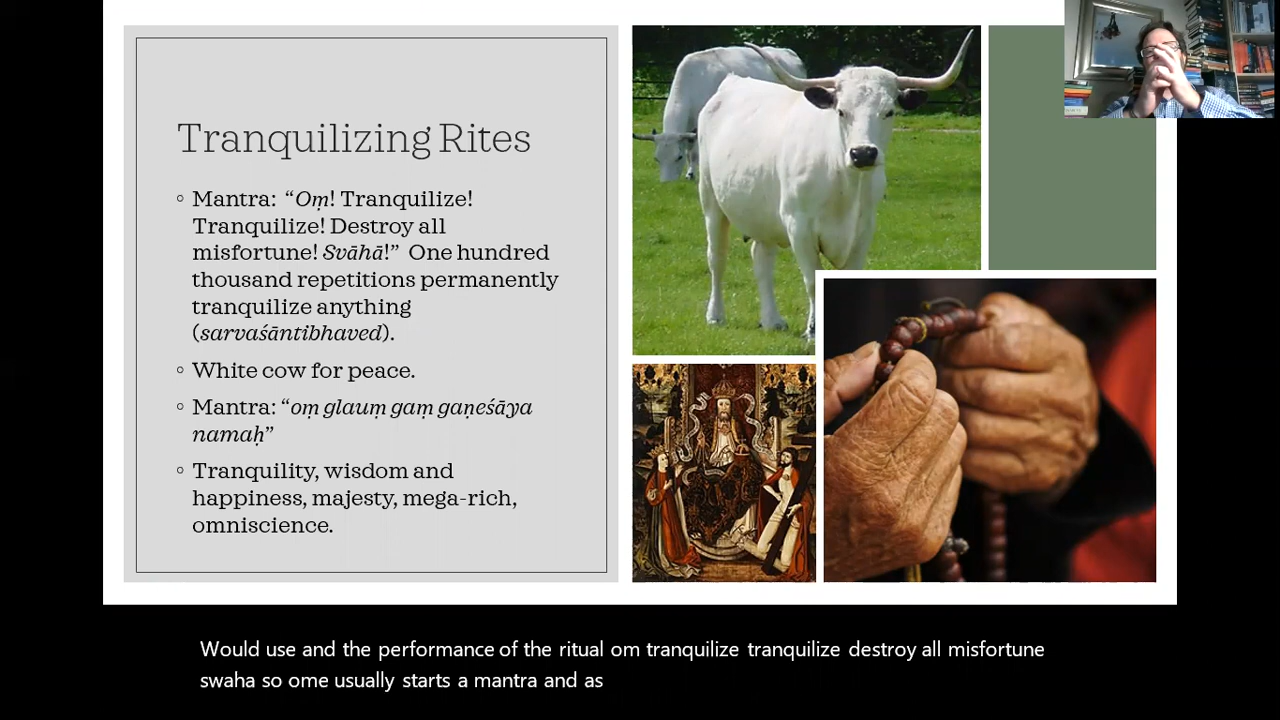 Tranquilizing Rites
◦ Mantra: “Oṃ! Tranquilize!
Tranquilize! Destroy all
misfortune! Svāhā!” One hundred
thousand repetitions permanently
tranquilize anything
(sarvaśāntibhaved).
◦ White cow for peace.
◦ Mantra: “oṃ glauṃ gaṃ gaṇeśāya
namaḥ”
◦ Tranquility, wisdom and
happiness, majesty, mega-rich,
omniscience.
Would use and the performance of the ritual om tranquilize tranquilize destroy all misfortune
swaha so ome usually starts a mantra and as